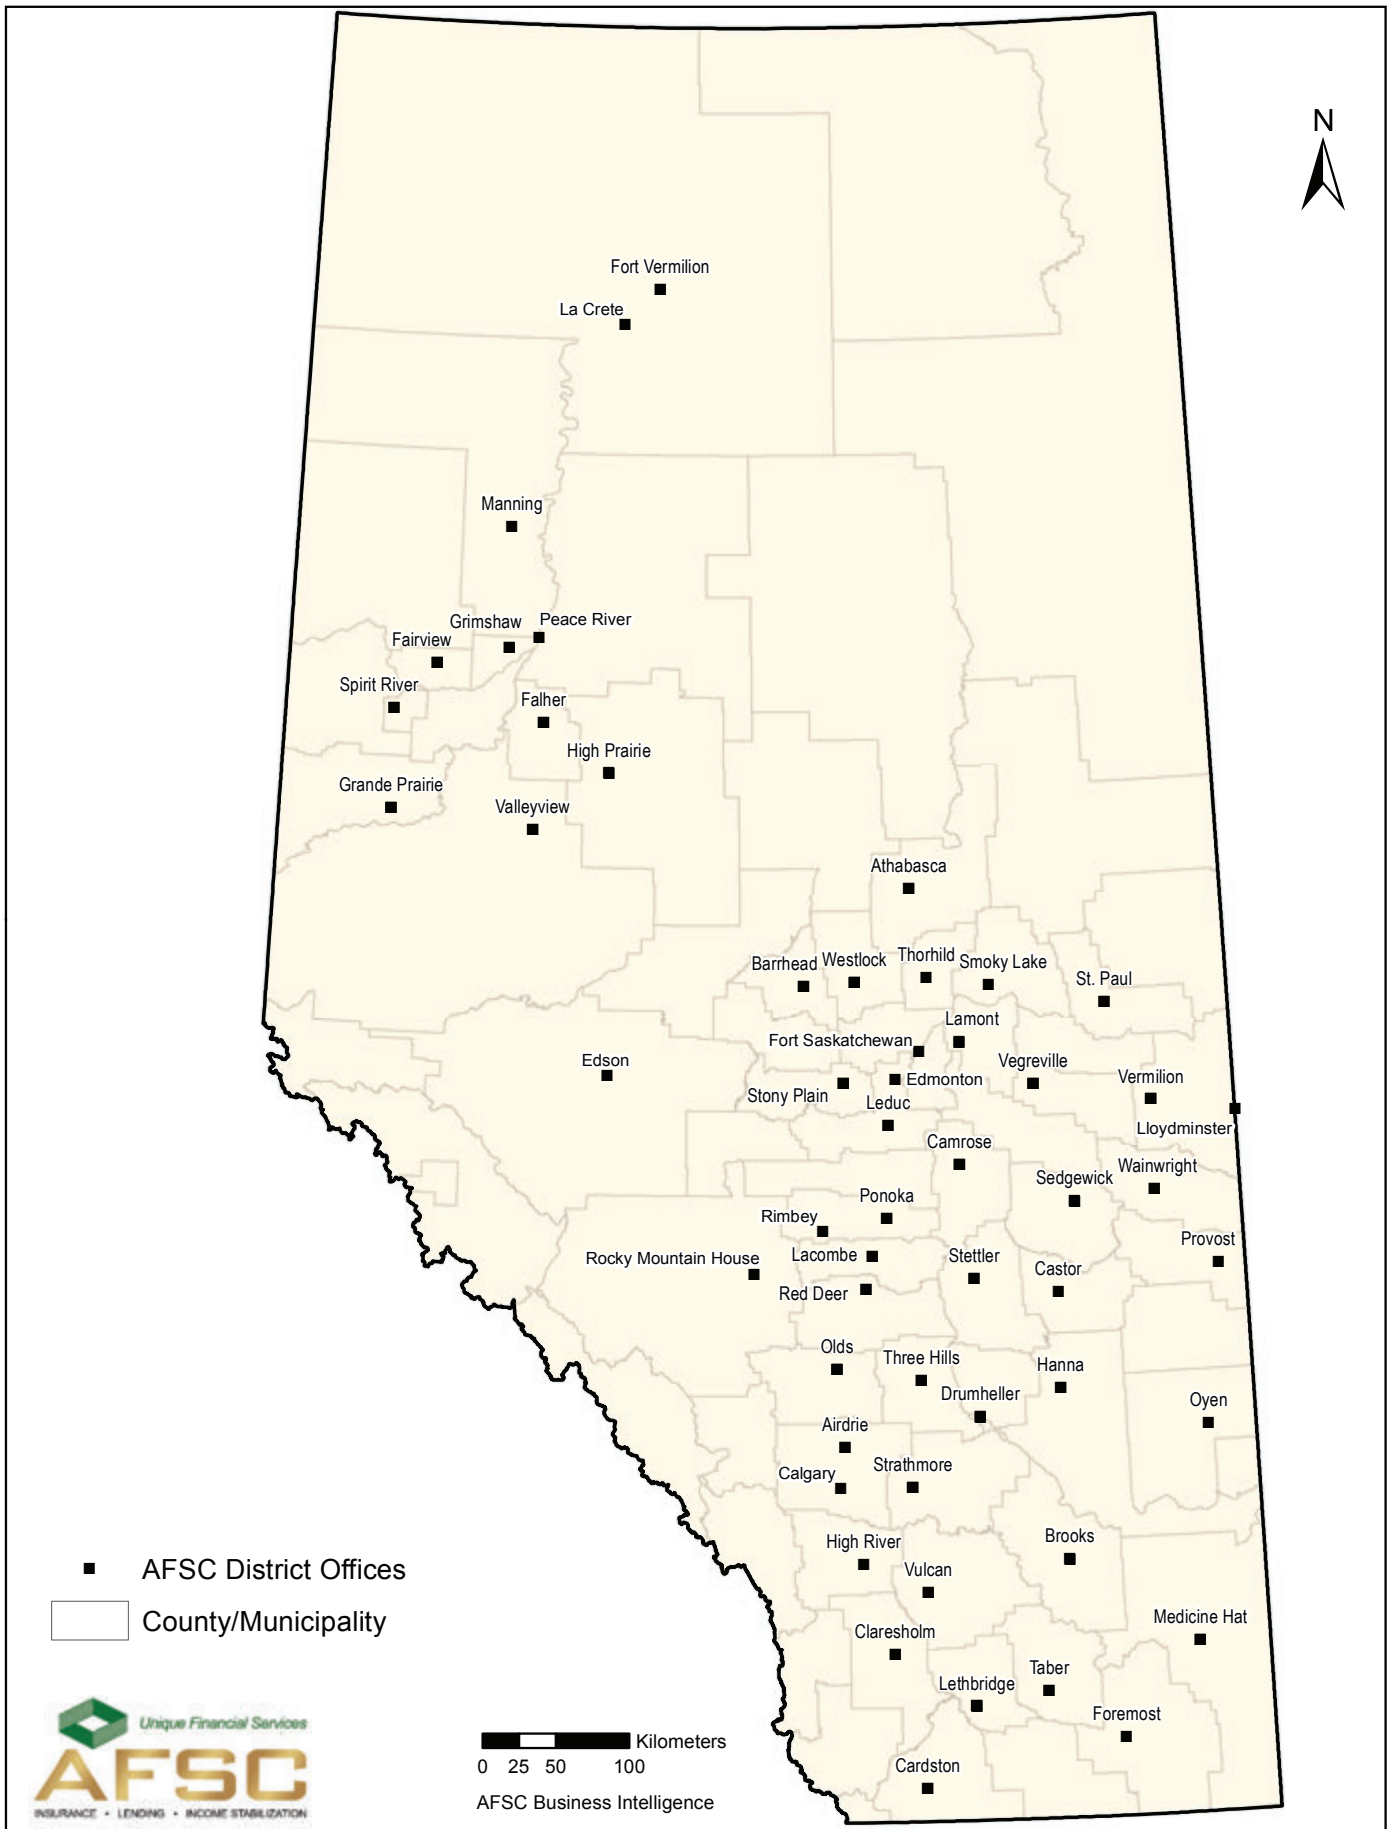 N
Fort Vermilion
La Crete
Manning
Grimshaw
Peace River
Fairview
Spirit River
Falher
High Prairie
Grande Prairie
Valleyview
Athabasca
Barrhead
Westlock
Thorhild
Smoky Lake
St. Paul
Lamont
Fort Saskatchewan
Edson
Vegreville
Edmonton
Vermilion
Stony Plain
Leduc
Lloydminster
Camrose
Wainwright
Sedgewick
Ponoka
Rimbey
Provost
Rocky Mountain House
Lacombe
Stettler
Castor
Red Deer
Olds
Three Hills
Hanna
Drumheller
Oyen
Airdrie
Calgary
Strathmore
High River
Brooks
Vulcan
AFSC District Offices
County/Municipality
Medicine Hat
Claresholm
Taber
Lethbridge
Foremost
Cardston
Unique Financial Services
AFSC
INSURANCE • LENDING • INCOME STABILIZATION
Kilometers
0 25 50 100
AFSC Business Intelligence